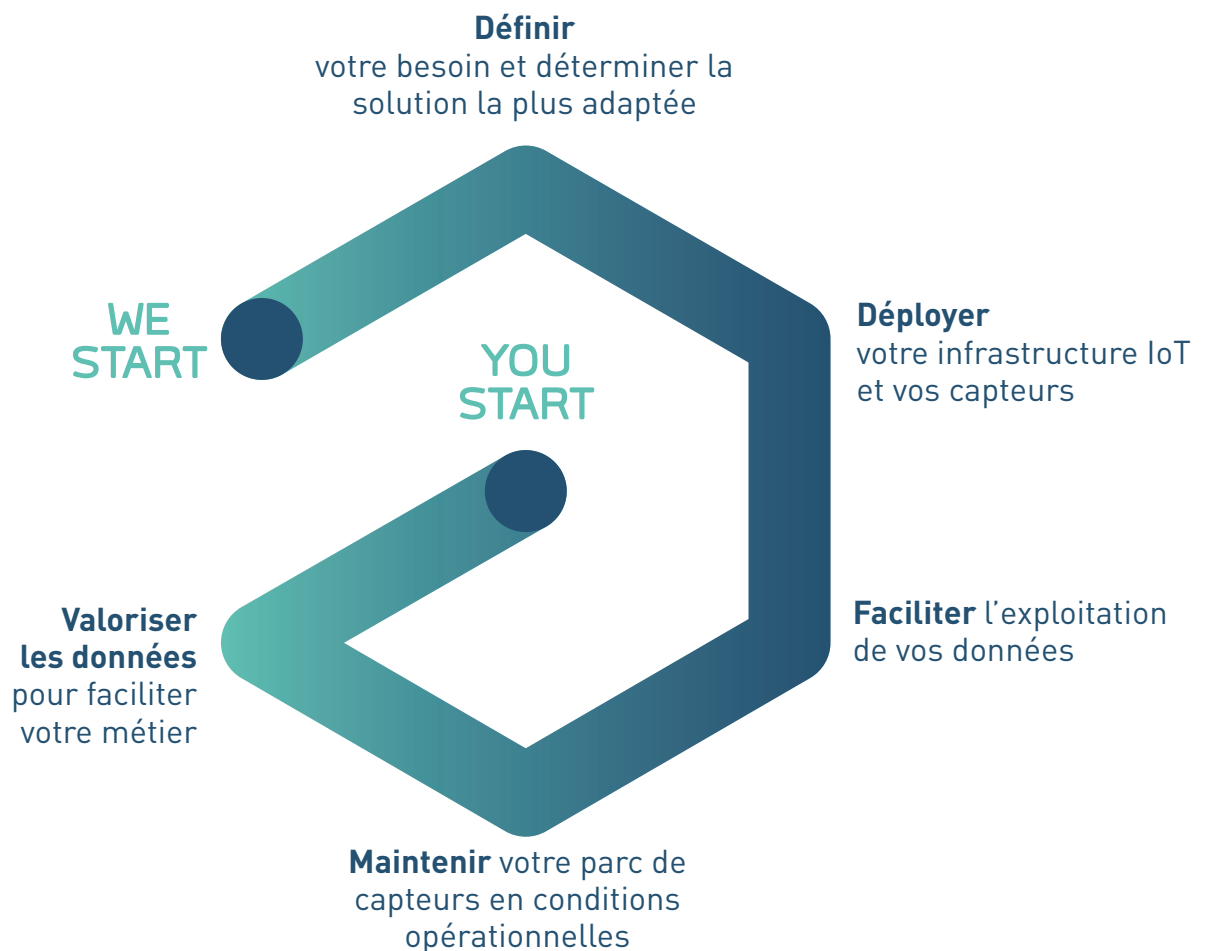 Définir
votre besoin et déterminer la
solution la plus adaptée
WE
START
YOU
START
Déployer
votre infrastructure IoT
et vos capteurs
Faciliter l'exploitation
de vos données
Maintenir votre parc de
capteurs en conditions
opérationnelles
Valoriser
les données
pour faciliter
votre métier